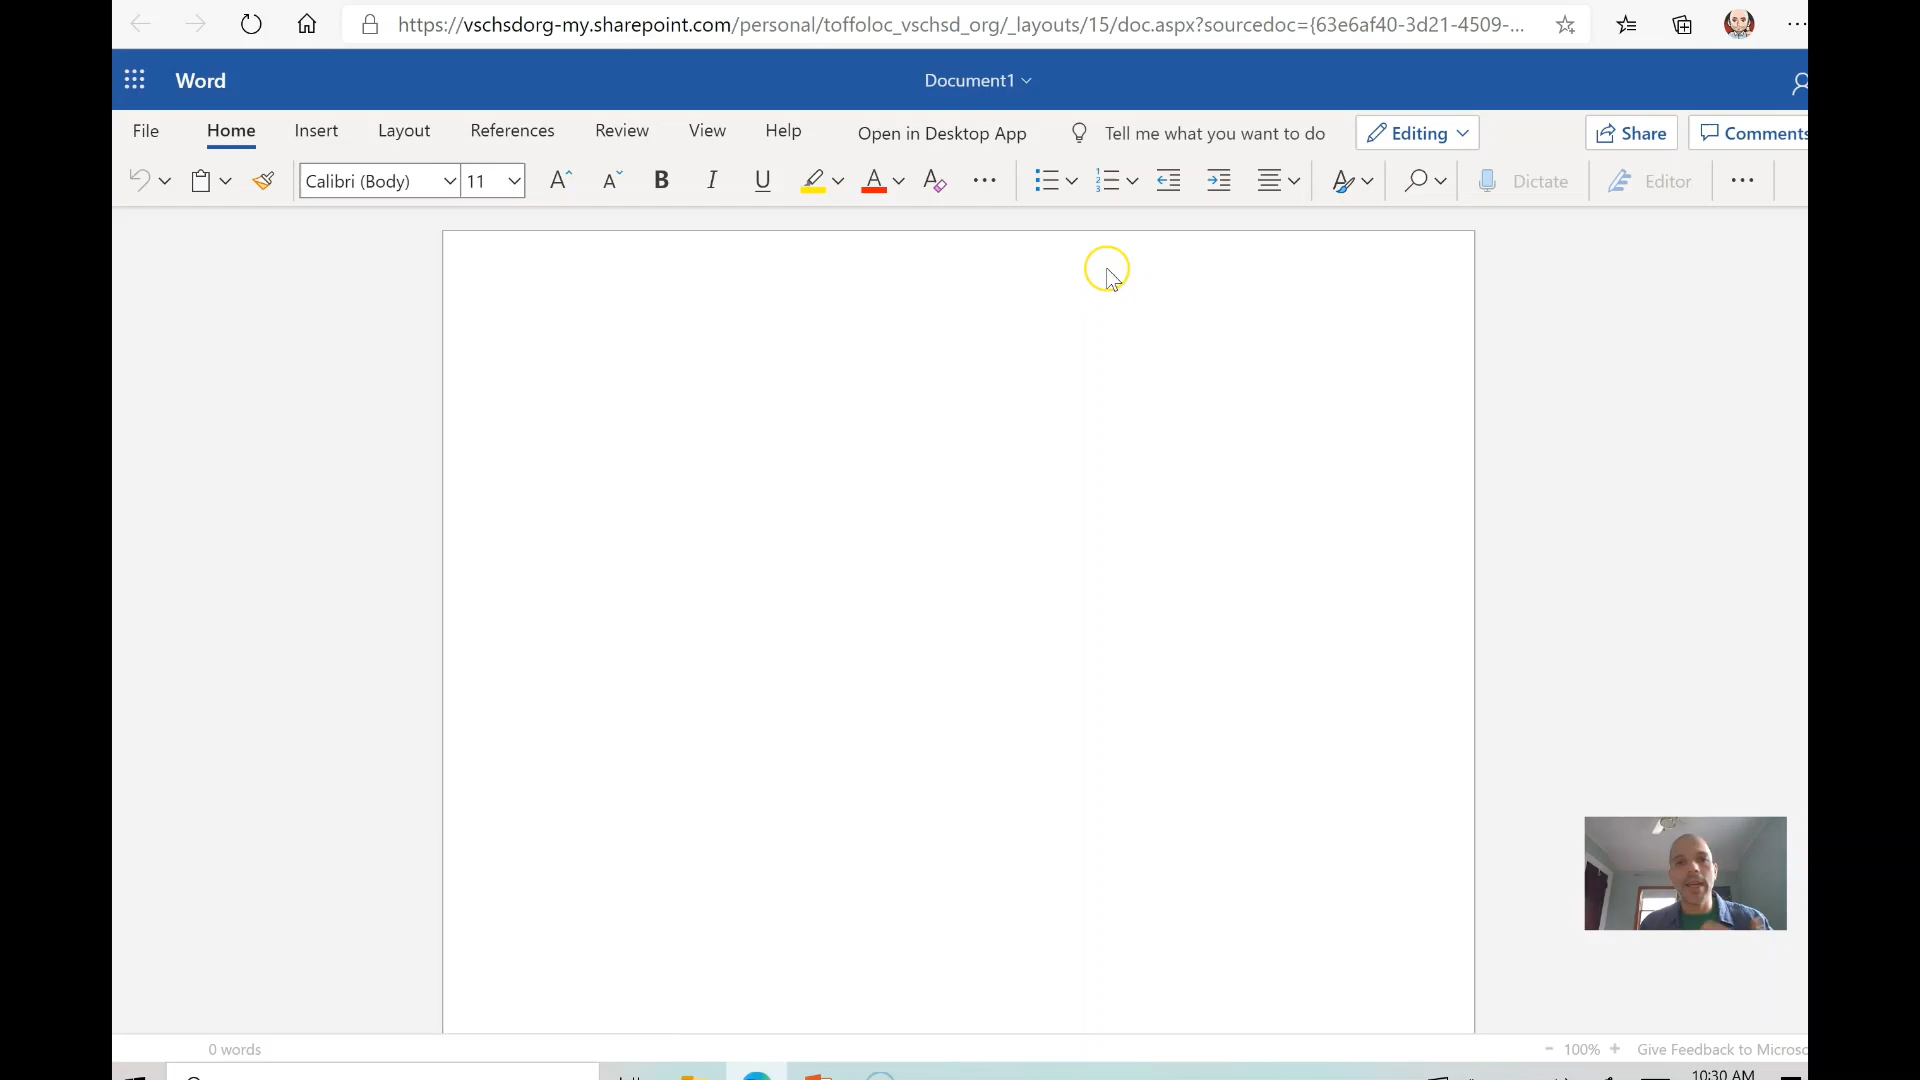 https://vschsdorg-my.sharepoint.com/personal/toffoloc_vschsd_org/_layouts/15/doc.aspx?sourcedoc={63e6af40-3d21-4509-...
Word
Document1
File Home Insert Layout References Review View Help Open in Desktop App Tell me what you want to do Editing Share Comments
Calibri (Body) 11 A A B I U A A Dictate Editor
0 words
100% Give Feedback to Microso
10:30 AM